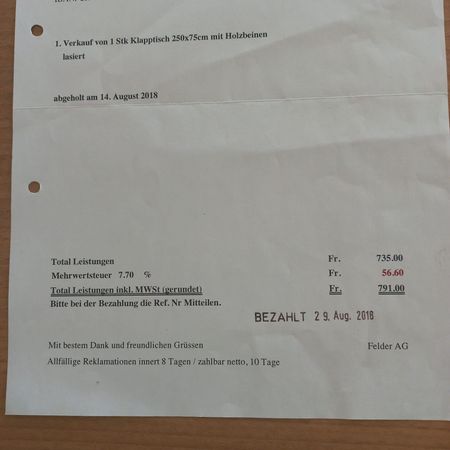 1. Verkauf von 1 Stk Klapptisch 250x75cm mit Holzbeinen
lasiert
abgeholt am 14. August 2018
Total Leistungen Fr. 735.00
Mehrwertsteuer 7.70 % Fr. 56.60
Total Leistungen inkl. MWSt (gerundet) Fr. 791.00
Bitte bei der Bezahlung die Ref. Nr Mitteilen.
BEZAHLT 29. Aug. 2018
Mit bestem Dank und freundlichen Grüssen Felder AG
Allfällige Reklamationen innert 8 Tagen / zahlbar netto, 10 Tage